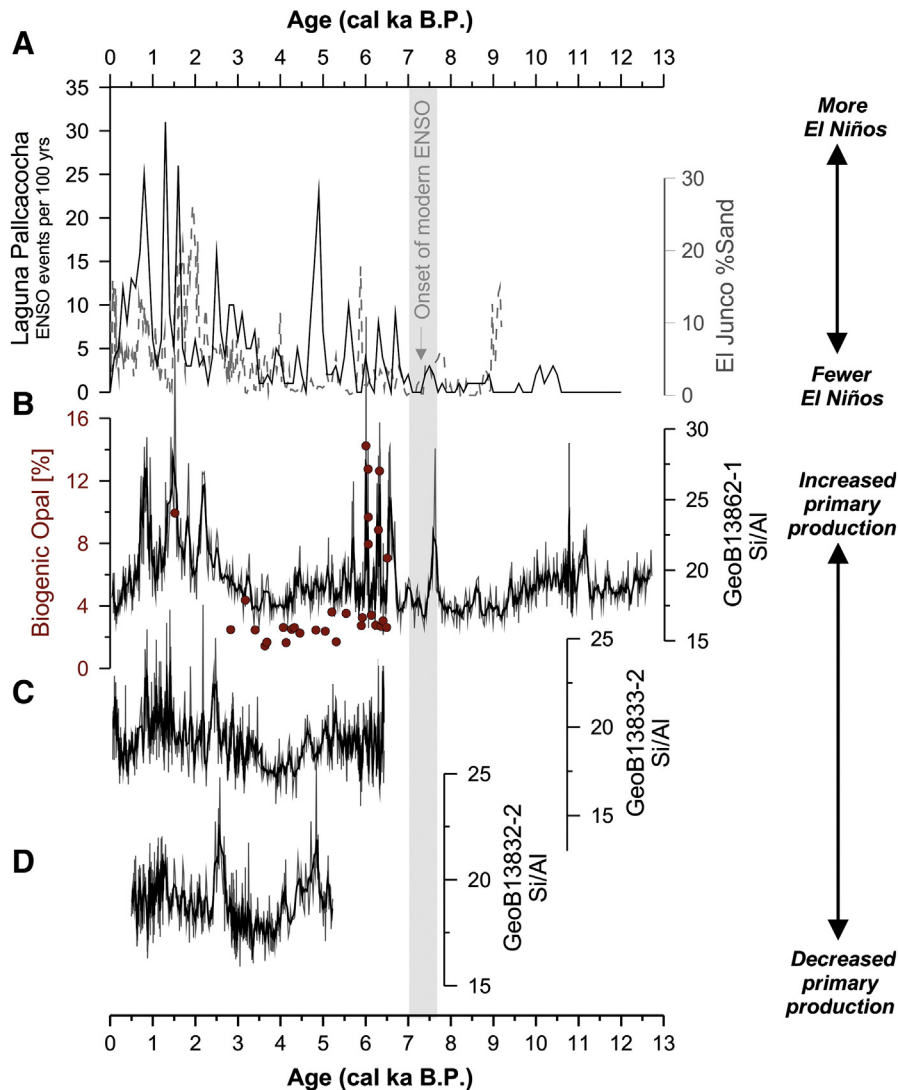 Age (cal ka B.P.)
A
0 1 2 3 4 5 6 7 8 9 10 11 12 13
35
30
25
20
15
10
5
0
Laguna Pallcacocha
ENSO events per 100 yrs
Onset of modern ENSO
30
20
10
0
El Junco %Sand
More
El Niños
Fewer
El Niños
B
16
12
8
4
0
Biogenic Opal [%]
30
25
20
15
GeoB13862-1
Si/Al
Increased
primary
production
C
25
20
15
GeoB13833-2
Si/Al
D
25
20
15
GeoB13832-2
Si/Al
Decreased
primary
production
0 1 2 3 4 5 6 7 8 9 10 11 12 13
Age (cal ka B.P.)